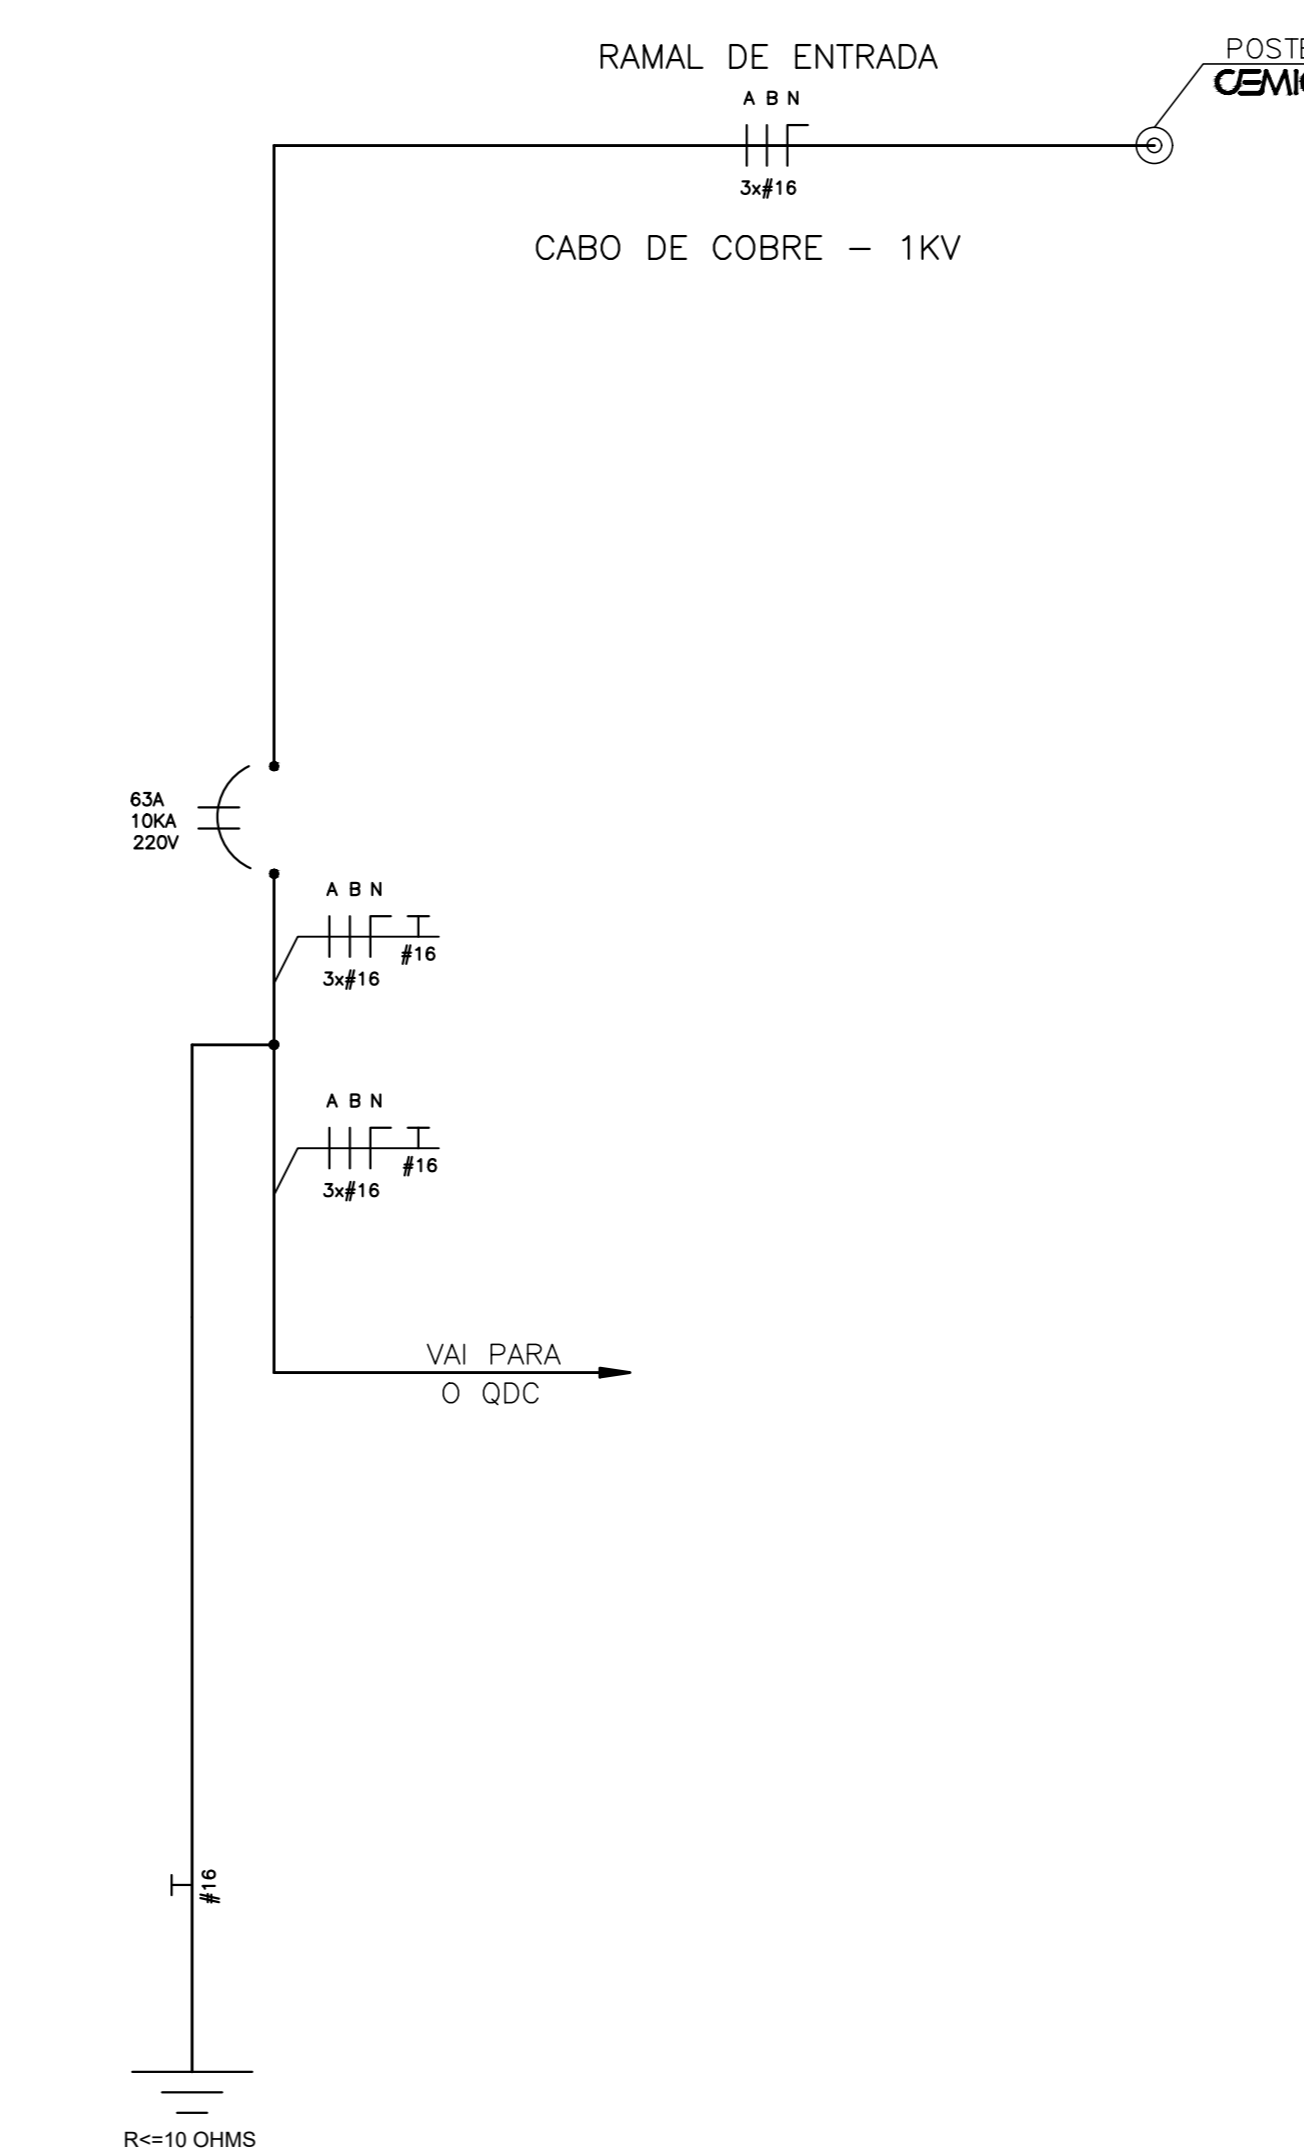 RAMAL DE ENTRADA
A B N
3x#16
CABO DE COBRE – 1KV
63A
10KA
220V
A B N
#16
3x#16
A B N
#16
3x#16
VAI PARA
O QDC
#16
R<=10 OHMS